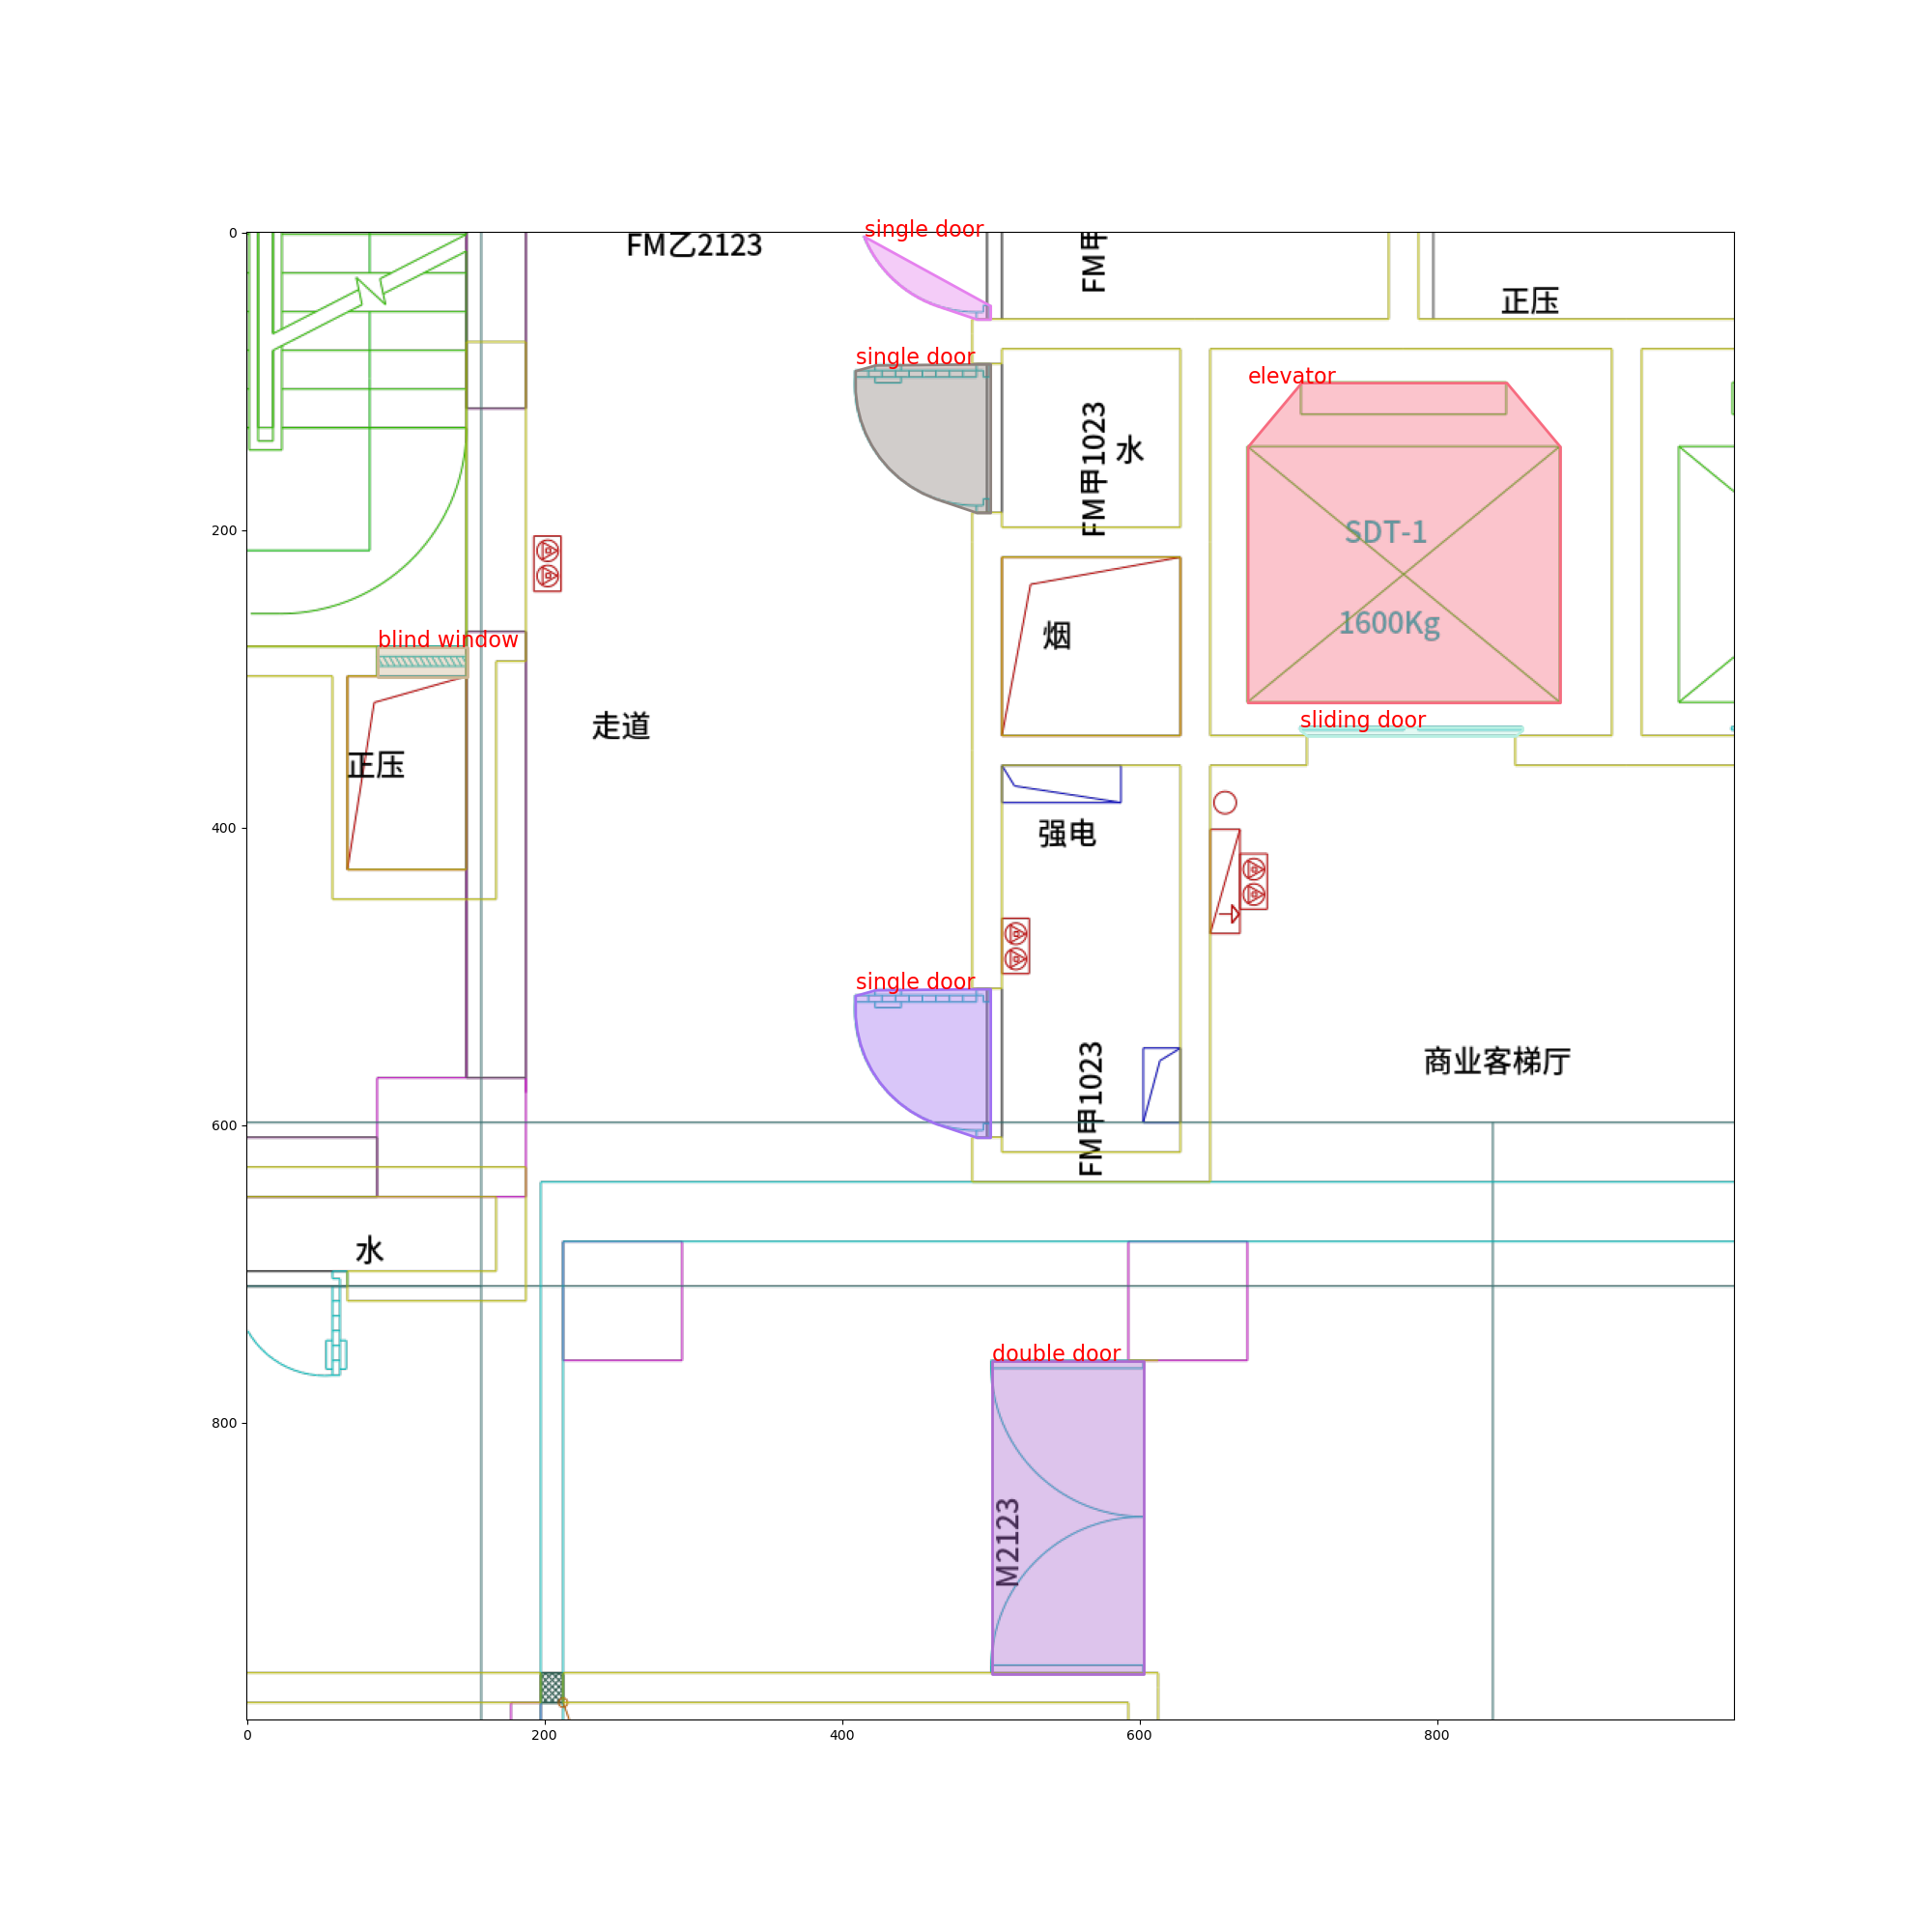 single door
FM乙2123
FM甲
0
正压
single door
elevator
FM甲1023
水
SDT-1
200
1600Kg
烟
blind window
sliding door
走道
正压
400
强电
single door
FM甲1023
商业客梯厅
600
水
double door
800
M2123
0
200
400
600
800